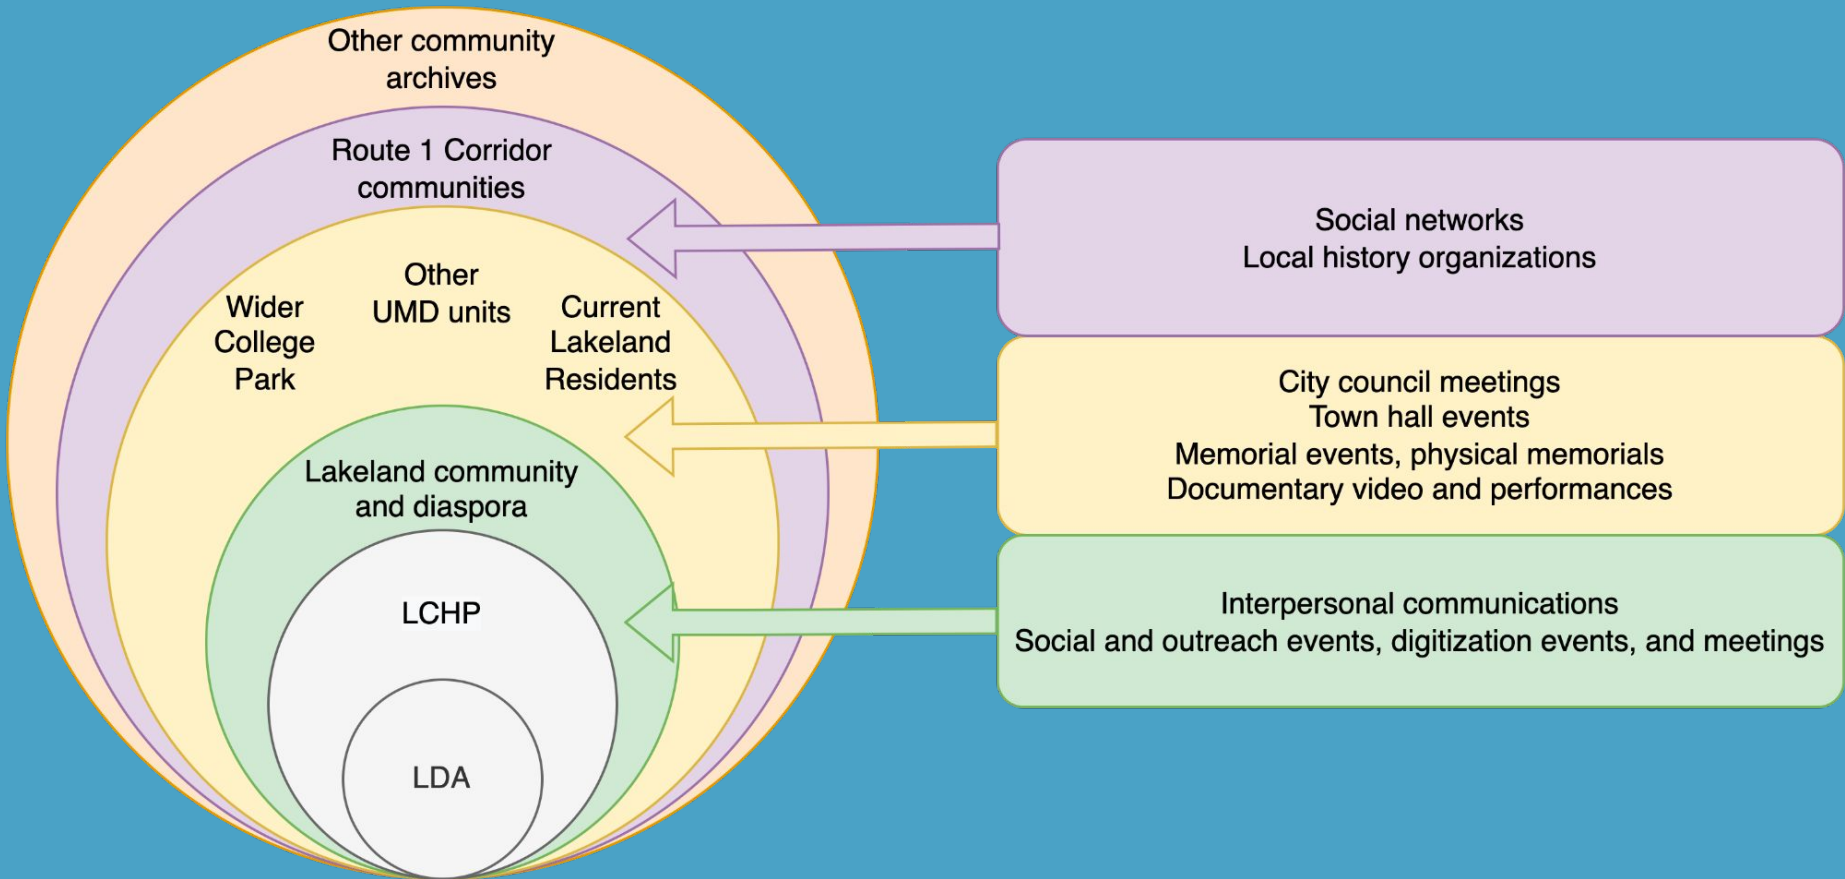 Other community
archives
Route 1 Corridor
communities
Other
UMD units
Wider
College
Park
Current
Lakeland
Residents
Lakeland community
and diaspora
LCHP
LDA
Social networks
Local history organizations
City council meetings
Town hall events
Memorial events, physical memorials
Documentary video and performances
Interpersonal communications
Social and outreach events, digitization events, and meetings